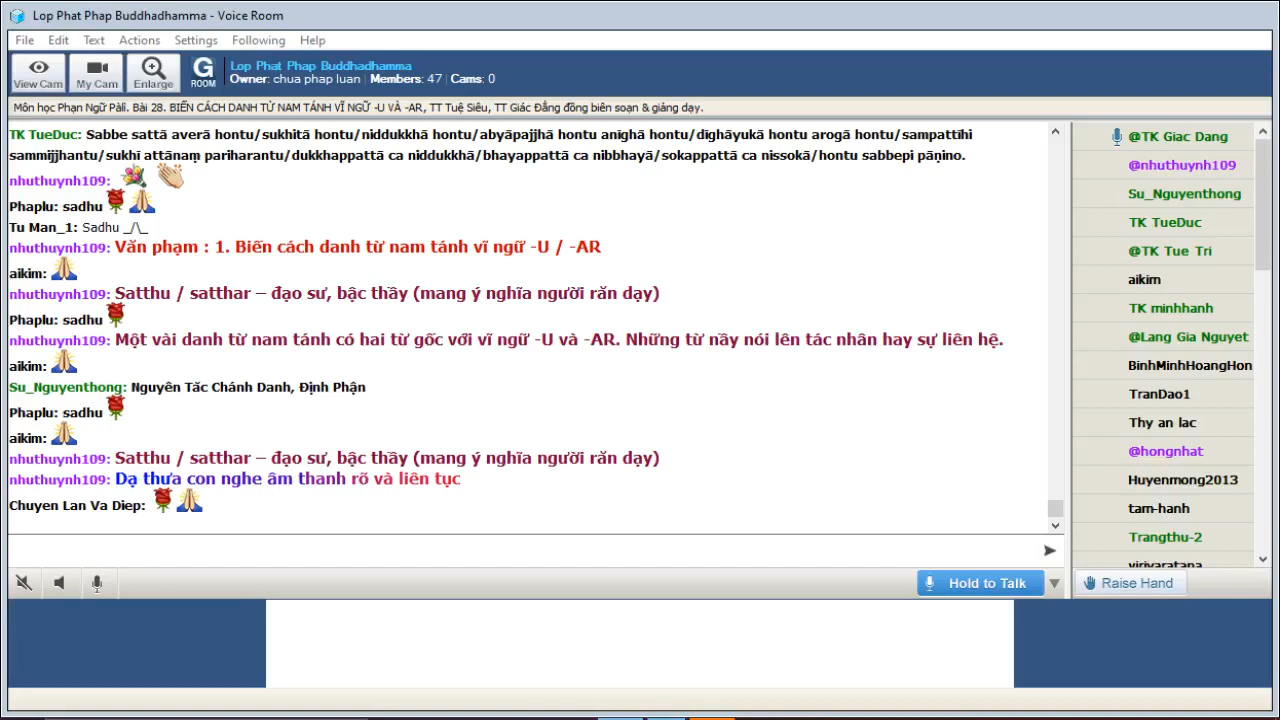 Lop Phat Phap Buddhadhamma - Voice Room
File Edit Text Actions Settings Following Help
View Cam My Cam Enlarge G ROOM
Lop Phat Phap Buddhadhamma
Owner: chua phap luan | Members: 47 | Cams: 0
Môn học Phạn Ngữ Pàli. Bài 28. BIẾN CÁCH DANH TỪ NAM TÁNH VĨ NGỮ -U VÀ -AR, TT Tuệ Siêu, TT Giác Đẳng đồng biên soạn & giảng dạy.
TK TueDuc: Sabbe sattā averā hontu/sukhitā hontu/niddukkhā hontu/abyāpajjhā hontu anīghā hontu/dīghāyukā hontu arogā hontu/sampattīhi
sammijjhantu/sukhī attānaṃ pariharantu/dukkhappattā ca niddukkhā/bhayappattā ca nibbhayā/sokappattā ca nissokā/hontu sabbepi pāṇino.
nhuthuynh109:
Phaplu: sadhu
Tu Man_1: Sadhu _/\_
nhuthuynh109: Văn phạm : 1. Biến cách danh từ nam tánh vĩ ngữ -U / -AR
aikim:
nhuthuynh109: Satthu / satthar – đạo sư, bậc thầy (mang ý nghĩa người răn dạy)
Phaplu: sadhu
nhuthuynh109: Một vài danh từ nam tánh có hai từ gốc với vĩ ngữ -U và -AR. Những từ nầy nói lên tác nhân hay sự liên hệ.
aikim:
Su_Nguyenthong: Nguyên Tắc Chánh Danh, Định Phận
Phaplu: sadhu
aikim:
nhuthuynh109: Satthu / satthar – đạo sư, bậc thầy (mang ý nghĩa người răn dạy)
nhuthuynh109: Dạ thưa con nghe âm thanh rõ và liên tục
Chuyen Lan Va Diep:
@TK Giac Dang
@nhuthuynh109
Su_Nguyenthong
TK TueDuc
@TK Tue Tri
aikim
TK minhhanh
@Lang Gia Nguyet
BinhMinhHoangHon
TranDao1
Thy an lac
@hongnhat
Huyenmong2013
tam-hanh
Trangthu-2
viriyaratana
Hold to Talk
Raise Hand